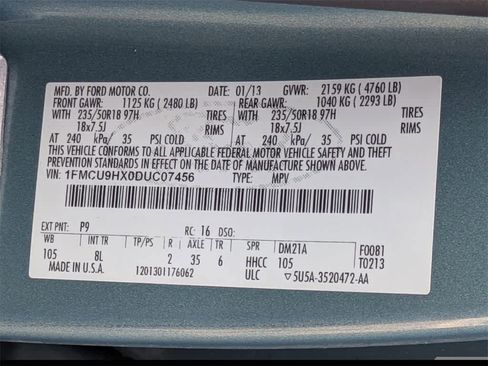 MFD. BY FORD MOTOR CO. DATE: 01/13 GVWR: 2159 KG ( 4760 LB)
FRONT GAWR: 1125 KG ( 2480 LB) REAR GAWR: 1040 KG ( 2293 LB)
WITH 235/50R18 97H TIRES WITH 235/50R18 97H TIRES
18x7.5J RIMS 18x7.5J RIMS
AT 240 kPa/ 35 PSI COLD AT 240 kPa/ 35 PSI COLD
THIS VEHICLE CONFORMS TO ALL APPLICABLE FEDERAL MOTOR VEHICLE SAFETY AND BUMPER
AND THEFT PREVENTION STANDARDS IN EFFECT ON THE DATE OF MANUFACTURE SHOWN ABOVE.
VIN: 1FMCU9HX0DUC07456 TYPE: MPV
EXT PNT: P9 RC: 16 DSO:
WB INT TR TP/PS R AXLE TR SPR DM21A F0081
105 8L 2 35 6 HHCC 105 T0213
MADE IN U.S.A. 1201301176062 ULC ▽5U5A-3520472-AA